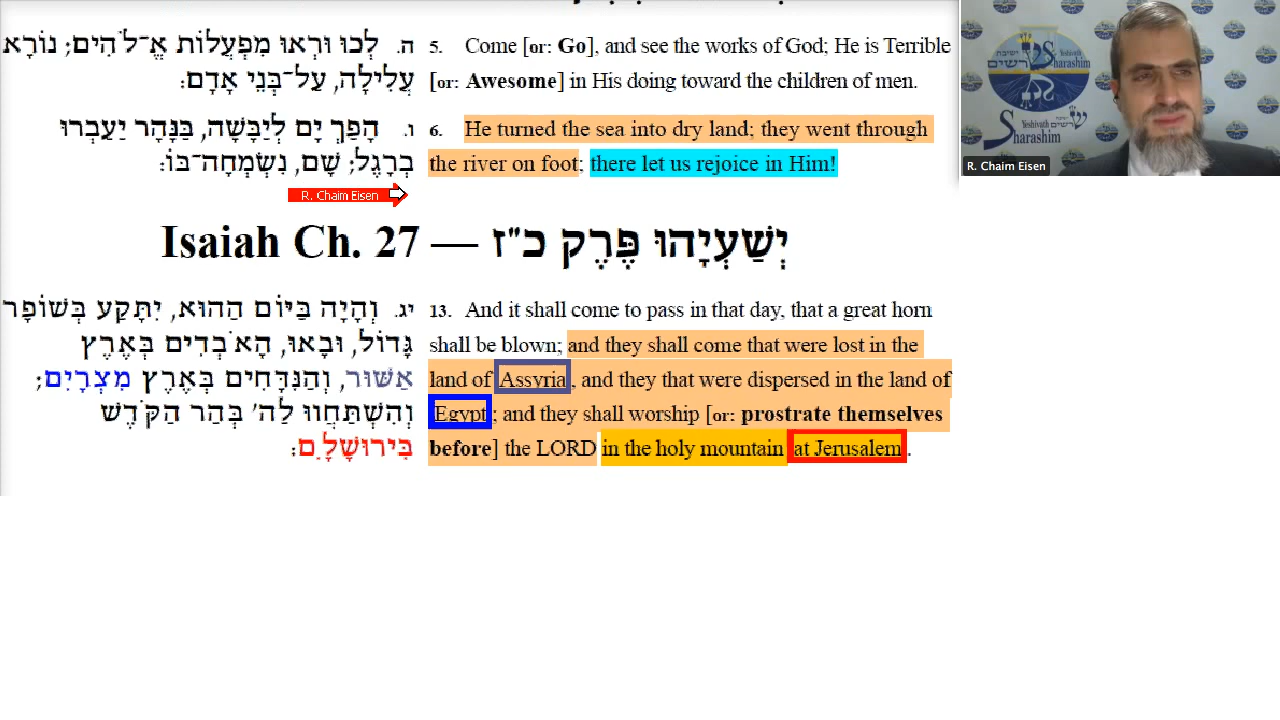 ה. לְכוּ וּרְאוּ מִפְעֲלוֹת אֱ־לֹהִים; נוֹרָא
עֲלִילָה, עַל־בְּנֵי אָדָם:
5. Come [or: Go], and see the works of God; He is Terrible
[or: Awesome] in His doing toward the children of men.
ו. הָפַךְ יָם לְיַבָּשָׁה, בַּנָּהָר יַעַבְרוּ
בְרָגֶל; שָׁם, נִשְׂמְחָה־בּוֹ:
6. He turned the sea into dry land; they went through
the river on foot; there let us rejoice in Him!
R. Chaim Eisen
Isaiah Ch. 27 — יְשַׁעְיָהוּ פֶּרֶק כ"ז
יג. וְהָיָה בַּיּוֹם הַהוּא, יִתָּקַע בְּשׁוֹפָר
גָּדוֹל, וּבָאוּ, הָאֹבְדִים בְּאֶרֶץ
אַשּׁוּר, וְהַנִּדָּחִים בְּאֶרֶץ מִצְרָיִם;
וְהִשְׁתַּחֲווּ לַה' בְּהַר הַקֹּדֶשׁ
בִּירוּשָׁלָ‍ִם:
13. And it shall come to pass in that day, that a great horn
shall be blown; and they shall come that were lost in the
land of Assyria, and they that were dispersed in the land of
Egypt; and they shall worship [or: prostrate themselves
before] the LORD in the holy mountain at Jerusalem.
ישיבת
שרשים
Yeshivath
Sharashim
R. Chaim Eisen